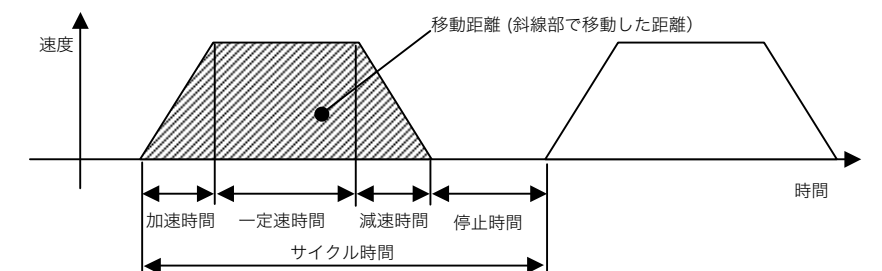 移動距離 (斜線部で移動した距離)
速度
時間
加速時間 一定速時間 減速時間 停止時間
サイクル時間